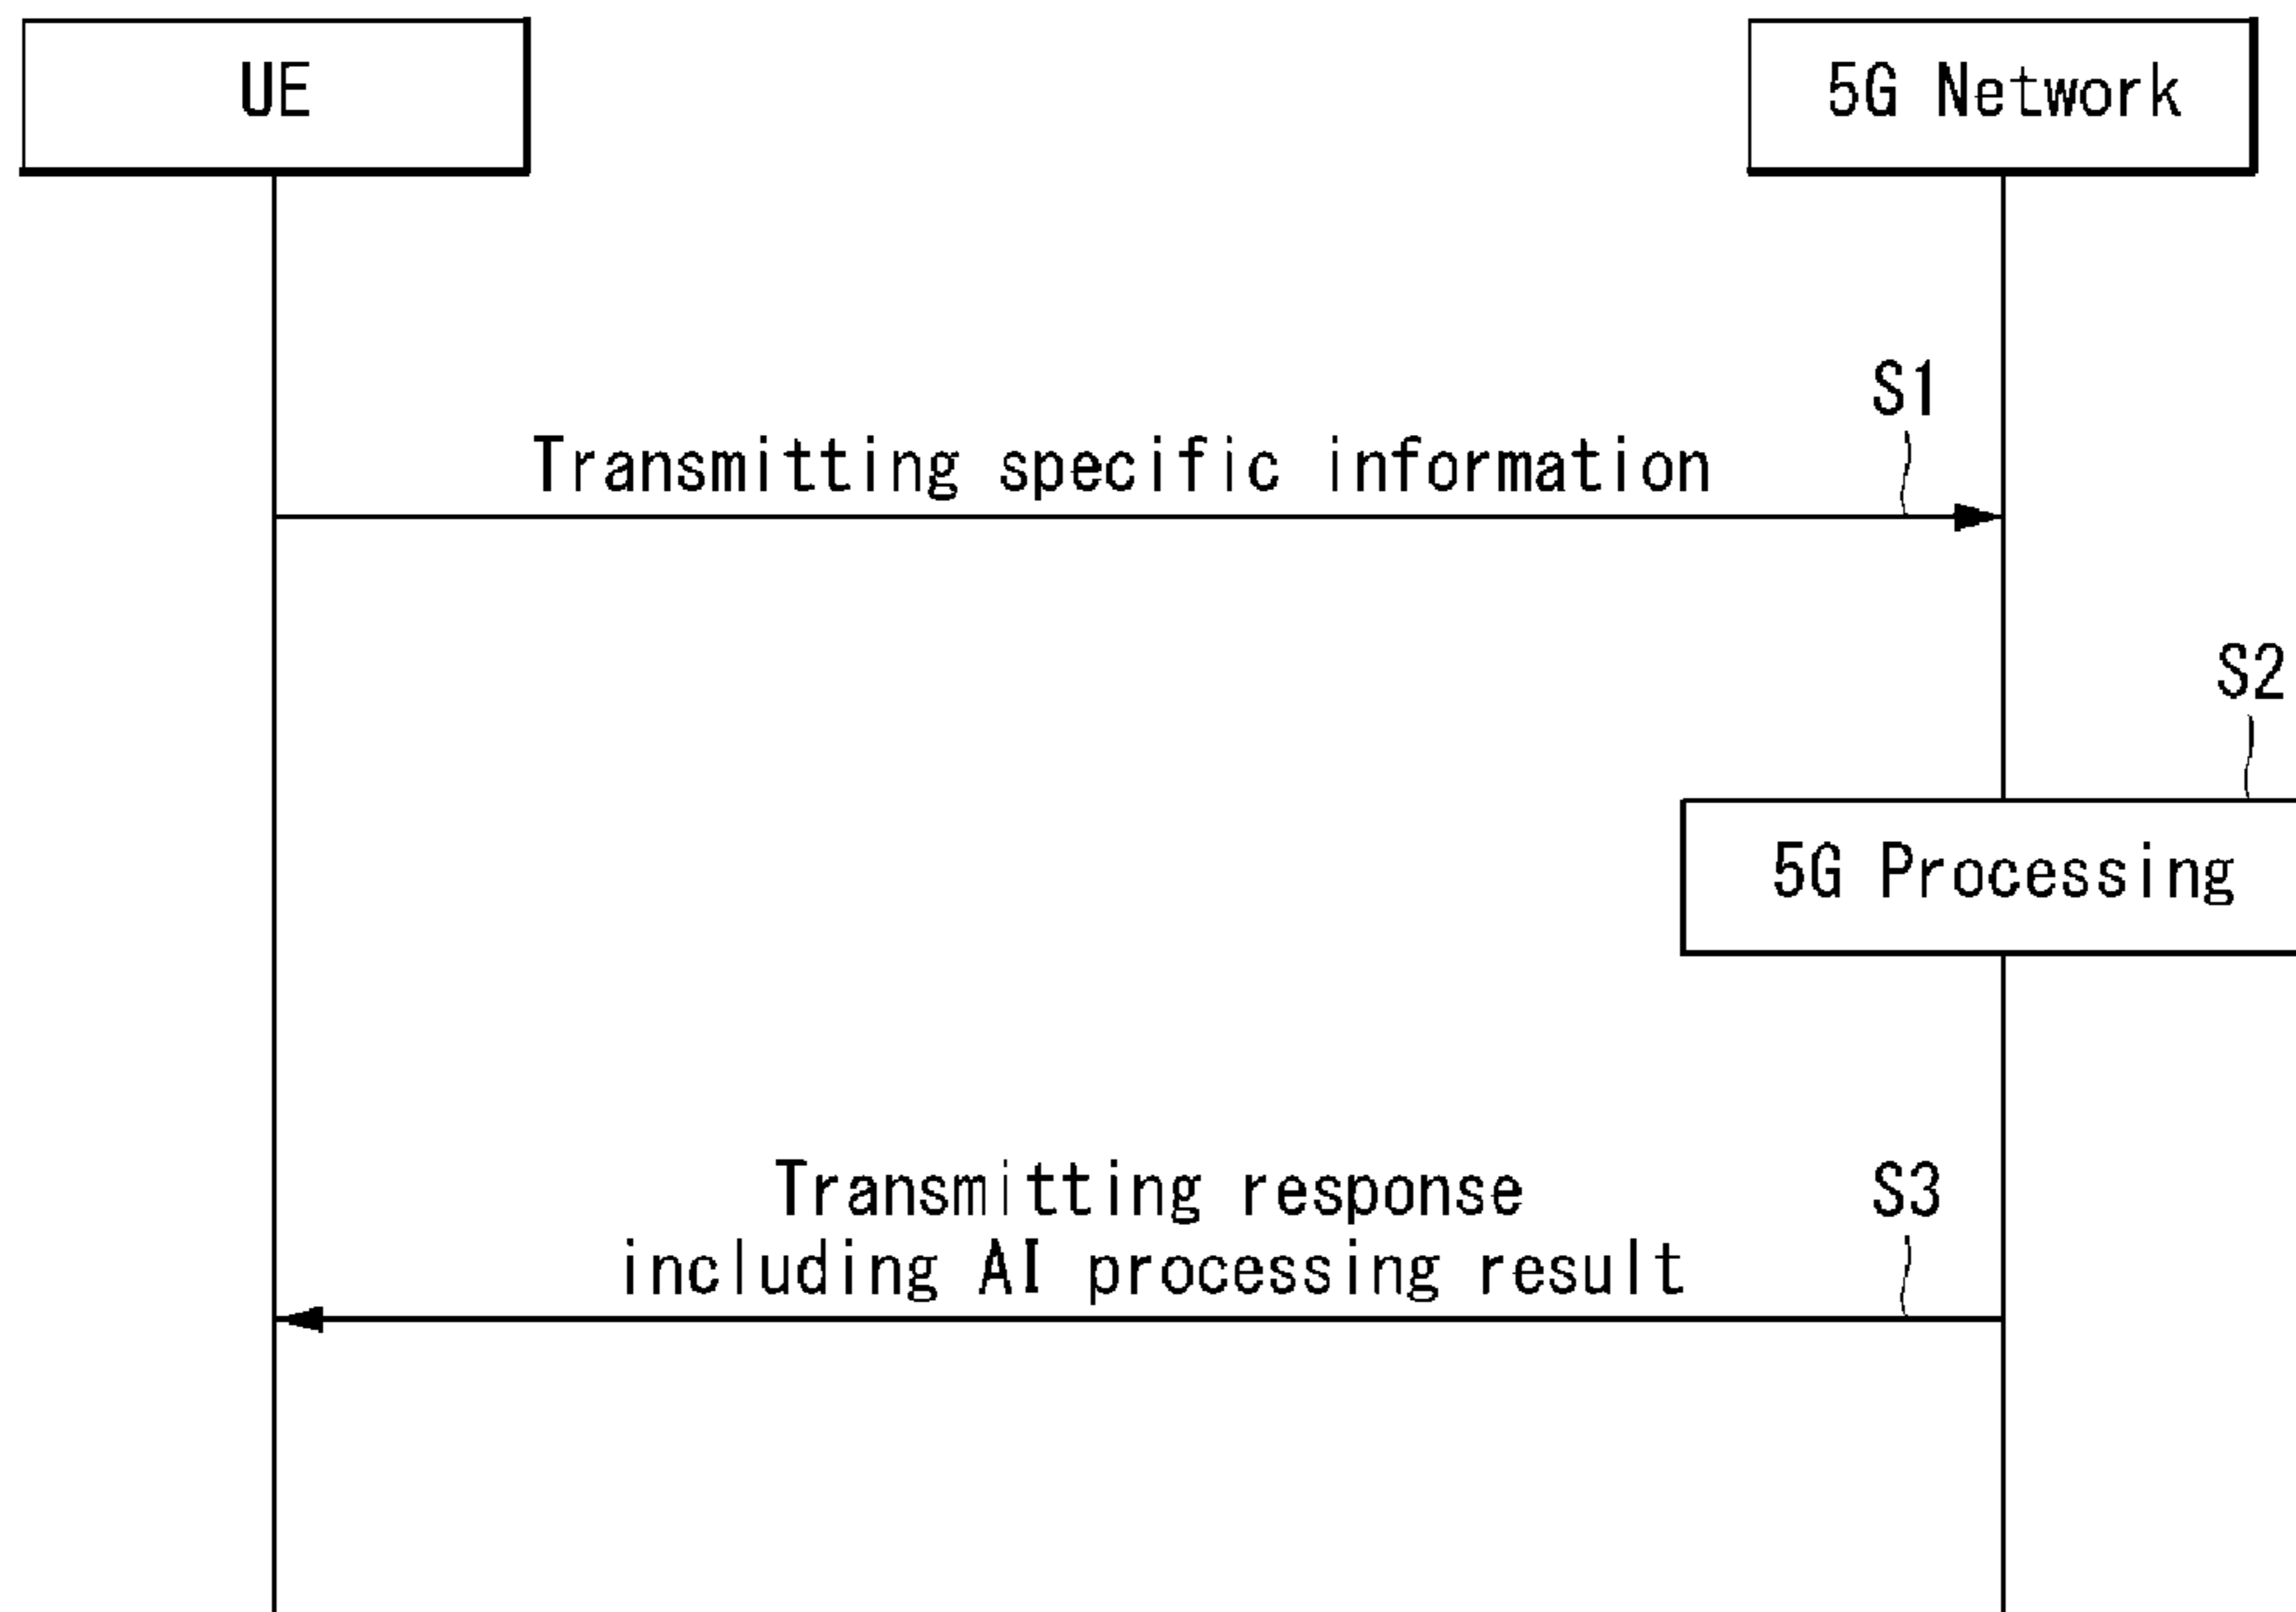 UE
5G Network
S1
Transmitting specific information
S2
5G Processing
Transmitting response
S3
including AI processing result